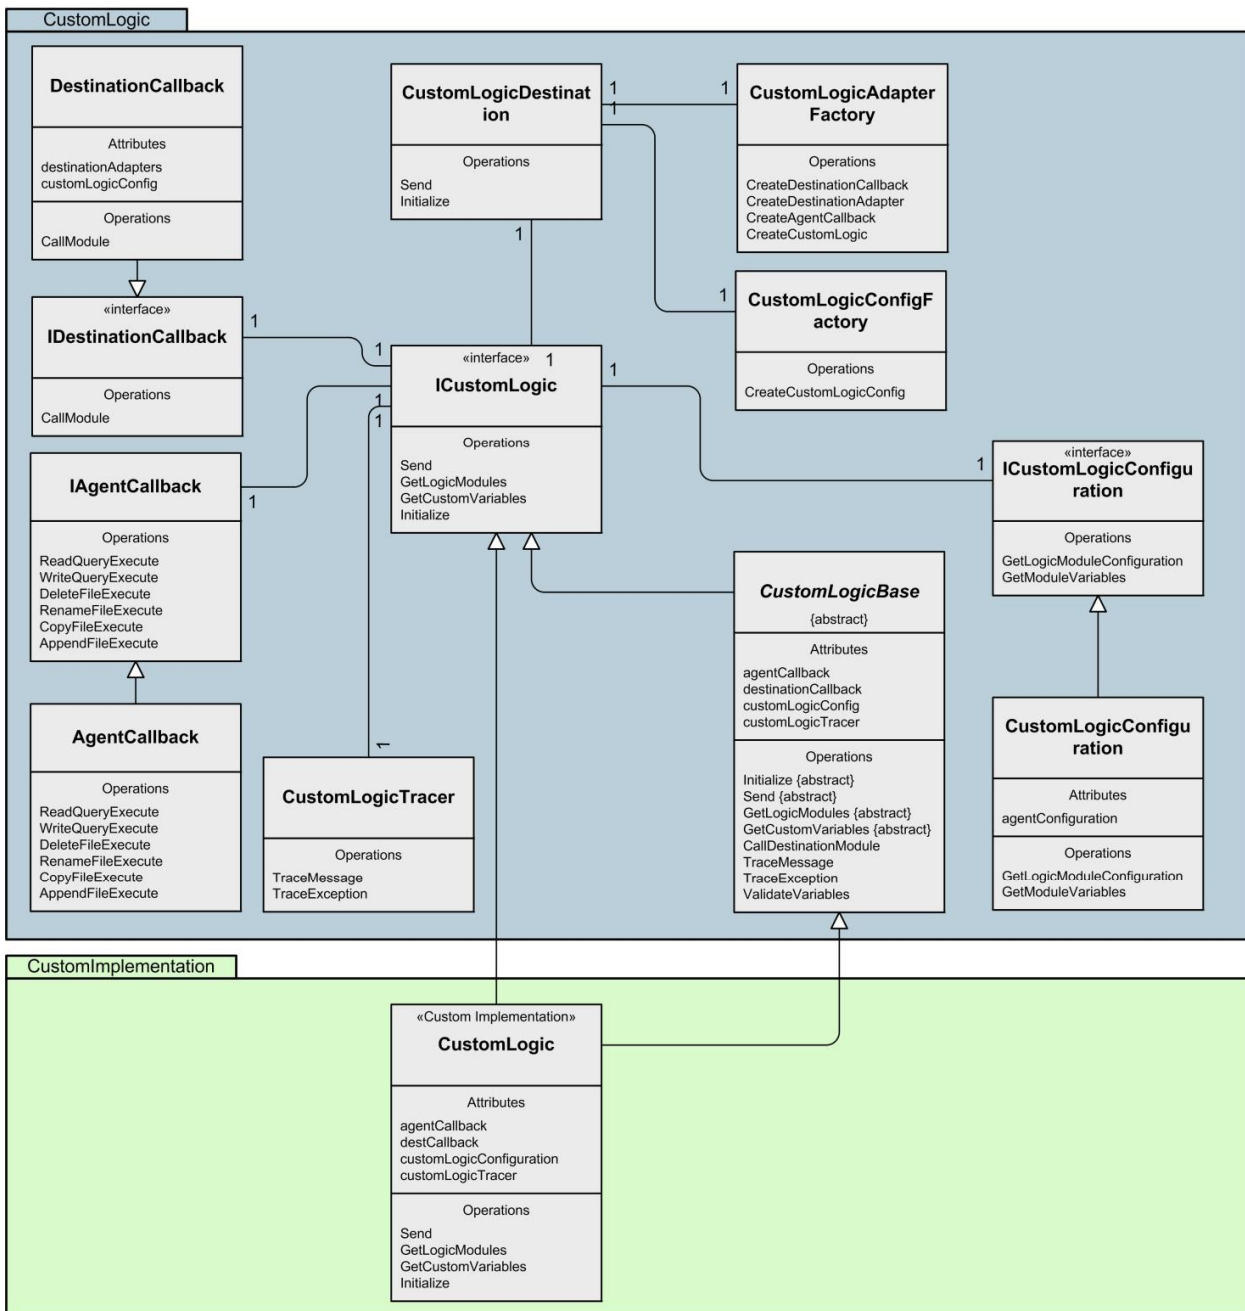 CustomLogic
DestinationCallback
Attributes
destinationAdapters
customLogicConfig
Operations
CallModule
CustomLogicDestinat
ion
Operations
Send
Initialize
1
1
1
1
1
1
CustomLogicAdapter
Factory
Operations
CreateDestinationCallback
CreateDestinationAdapter
CreateAgentCallback
CreateCustomLogic
CustomLogicConfigF
actory
Operations
CreateCustomLogicConfig
«interface»
IDestinationCallback
Operations
CallModule
1
1
1
1
1
1
1
1
«interface»
ICustomLogic
Operations
Send
GetLogicModules
GetCustomVariables
Initialize
«interface»
ICustomLogicConfigu
ration
Operations
GetLogicModuleConfiguration
GetModuleVariables
IAgentCallback
Operations
ReadQueryExecute
WriteQueryExecute
DeleteFileExecute
RenameFileExecute
CopyFileExecute
AppendFileExecute
CustomLogicBase
{abstract}
Attributes
agentCallback
destinationCallback
customLogicConfig
customLogicTracer
Operations
Initialize {abstract}
Send {abstract}
GetLogicModules {abstract}
GetCustomVariables {abstract}
CallDestinationModule
TraceMessage
TraceException
ValidateVariables
AgentCallback
Operations
ReadQueryExecute
WriteQueryExecute
DeleteFileExecute
RenameFileExecute
CopyFileExecute
AppendFileExecute
CustomLogicTracer
Operations
TraceMessage
TraceException
CustomLogicConfigu
ration
Attributes
agentConfiguration
Operations
GetLogicModuleConfiguration
GetModuleVariables
CustomImplementation
«Custom Implementation»
CustomLogic
Attributes
agentCallback
destCallback
customLogicConfiguration
customLogicTracer
Operations
Send
GetLogicModules
GetCustomVariables
Initialize